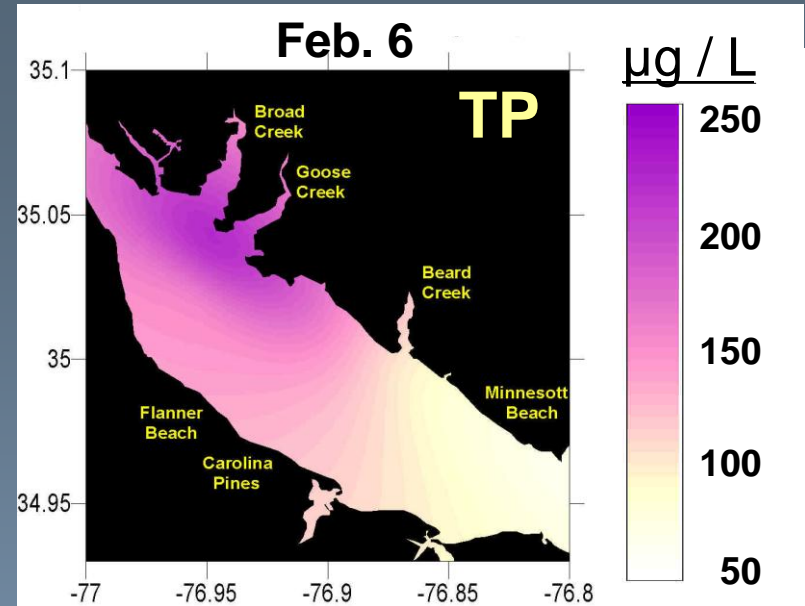 Feb. 6
µg / L
TP
35.1
35.05
35
34.95
Broad
Creek
Goose
Creek
Beard
Creek
Minnesott
Beach
Flanner
Beach
Carolina
Pines
-77
-76.95
-76.9
-76.85
-76.8
250
200
150
100
50